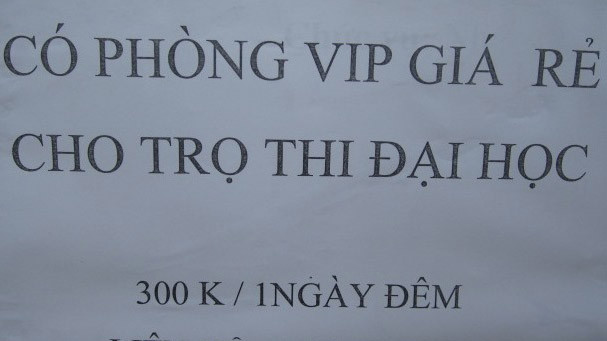 CÓ PHÒNG VIP GIÁ RẺ
CHO TRỌ THI ĐẠI HỌC
300 K / 1NGÀY ĐÊM